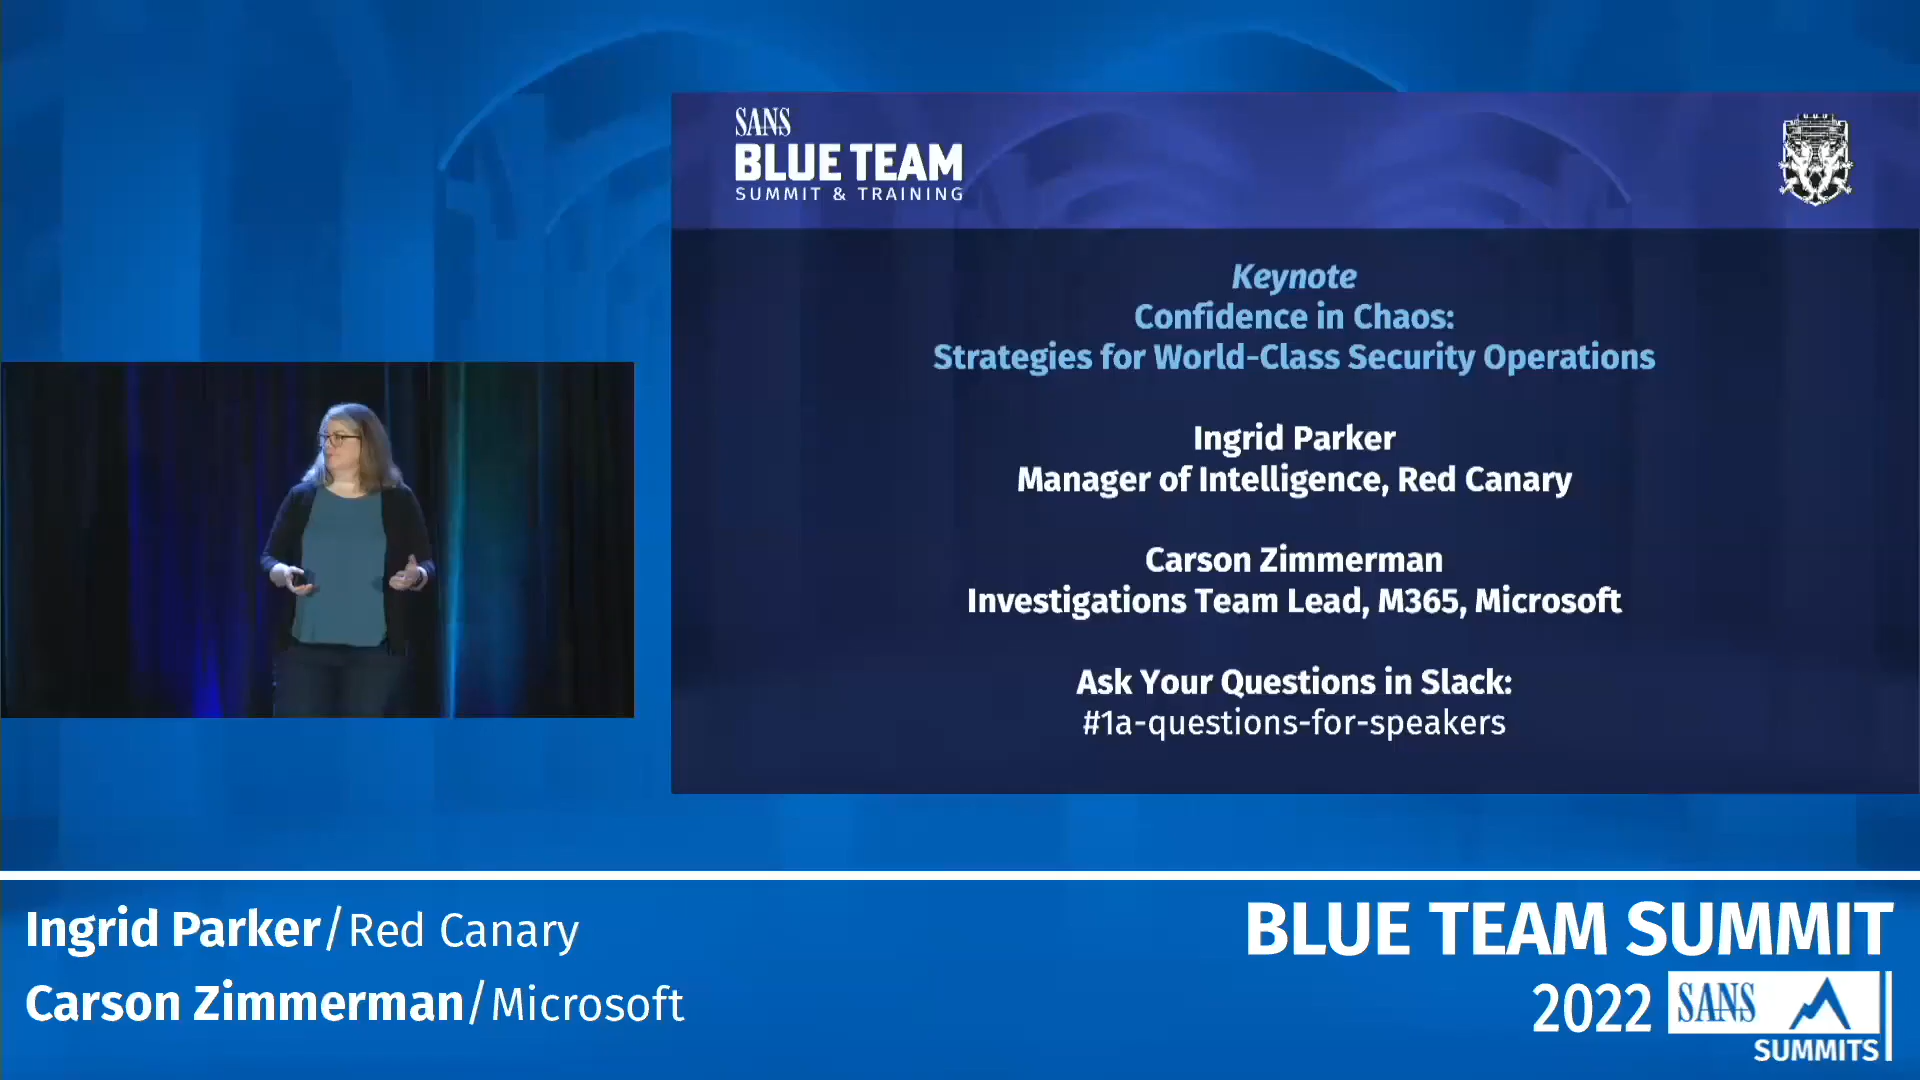 SANS
BLUE TEAM
SUMMIT & TRAINING
Keynote
Confidence in Chaos:
Strategies for World-Class Security Operations
Ingrid Parker
Manager of Intelligence, Red Canary
Carson Zimmerman
Investigations Team Lead, M365, Microsoft
Ask Your Questions in Slack:
#1a-questions-for-speakers
Ingrid Parker/Red Canary
Carson Zimmerman/Microsoft
BLUE TEAM SUMMIT
2022 SANS
SUMMITS